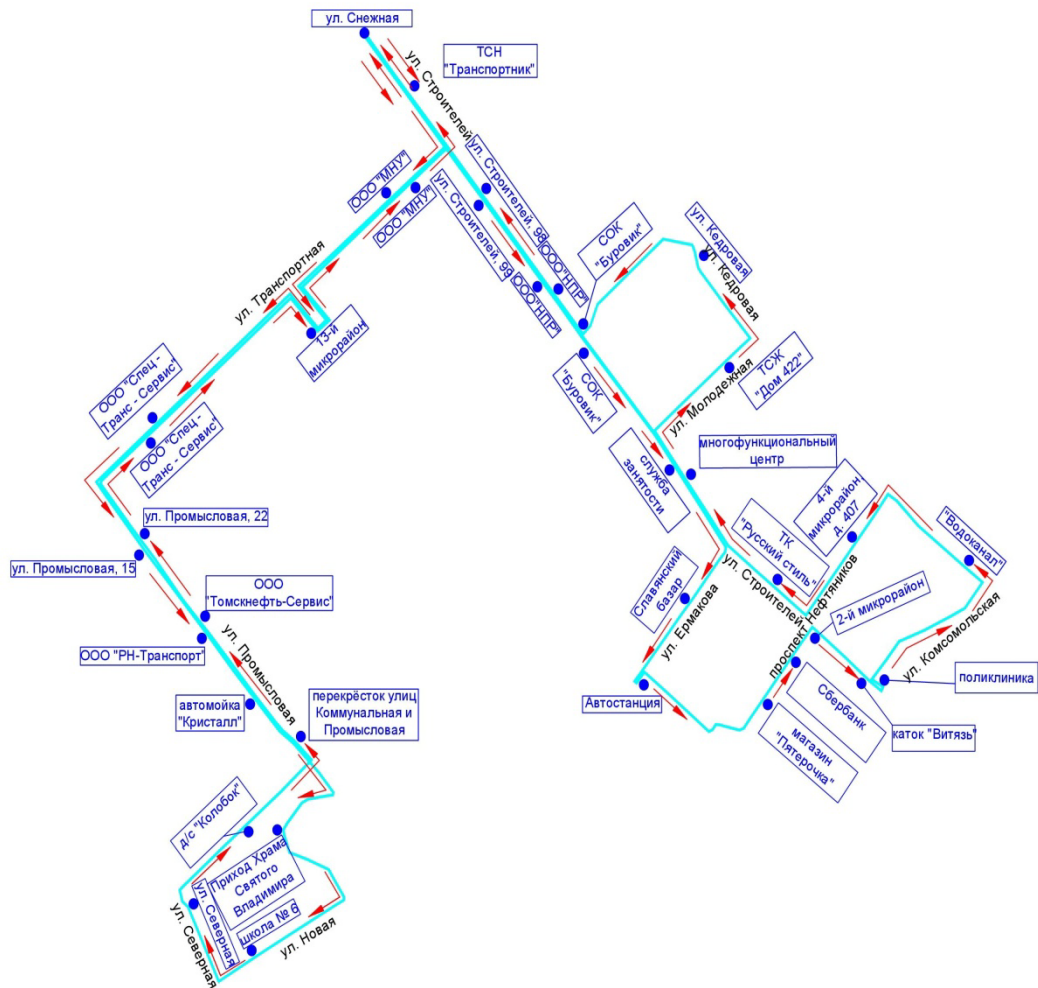 ул. Снежная
ТСН
"Транспортник"
ул. Строителей
ул. Строителей, 98
ул. Строителей, 99
ООО "МНУ"
ООО "МНУ"
ООО"НПР"
ООО"НПР"
СОК
"Буровик"
ул. Кедровая
ул. Кедровая
ул. Транспортная
13-й
микрорайон
СОК
"Буровик"
ТСЖ
"Дом 422"
ул. Молодежная
ООО "Спец -
Транс - Сервис"
ООО "Спец -
Транс - Сервис"
многофункциональный
центр
служба
занятости
4-й
микрорайон
д. 407
"Водоканал"
ТК
"Русский стиль"
ул. Промысловая, 22
ул. Промысловая, 15
ул. Строителей
проспект Нефтяников
2-й микрорайон
Славянский
базар
ул. Ермакова
ул. Комсомольская
ООО
"Томскнефть-Сервис"
ООО "РН-Транспорт"
ул. Промысловая
поликлиника
Автостанция
Сбербанк
каток "Витязь"
магазин
"Пятерочка"
автомойка
"Кристалл"
перекрёсток улиц
Коммунальная и
Промысловая
д/с "Колобок"
Приход Храма
Святого
Владимира
ул. Северная
ул. Северная
школа № 6
ул. Новая